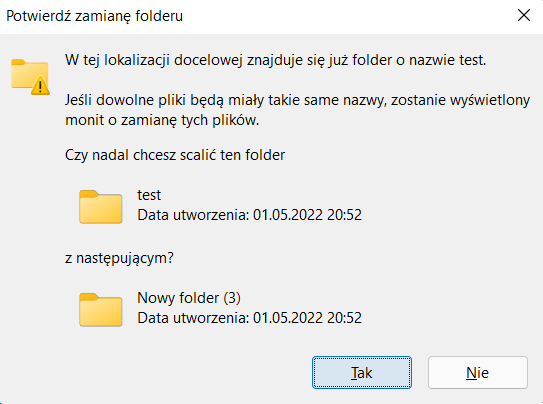 Potwierdź zamianę folderu
W tej lokalizacji docelowej znajduje się już folder o nazwie test.
Jeśli dowolne pliki będą miały takie same nazwy, zostanie wyświetlony
monit o zamianę tych plików.
Czy nadal chcesz scalić ten folder
test
Data utworzenia: 01.05.2022 20:52
z następującym?
Nowy folder (3)
Data utworzenia: 01.05.2022 20:52
Tak
Nie